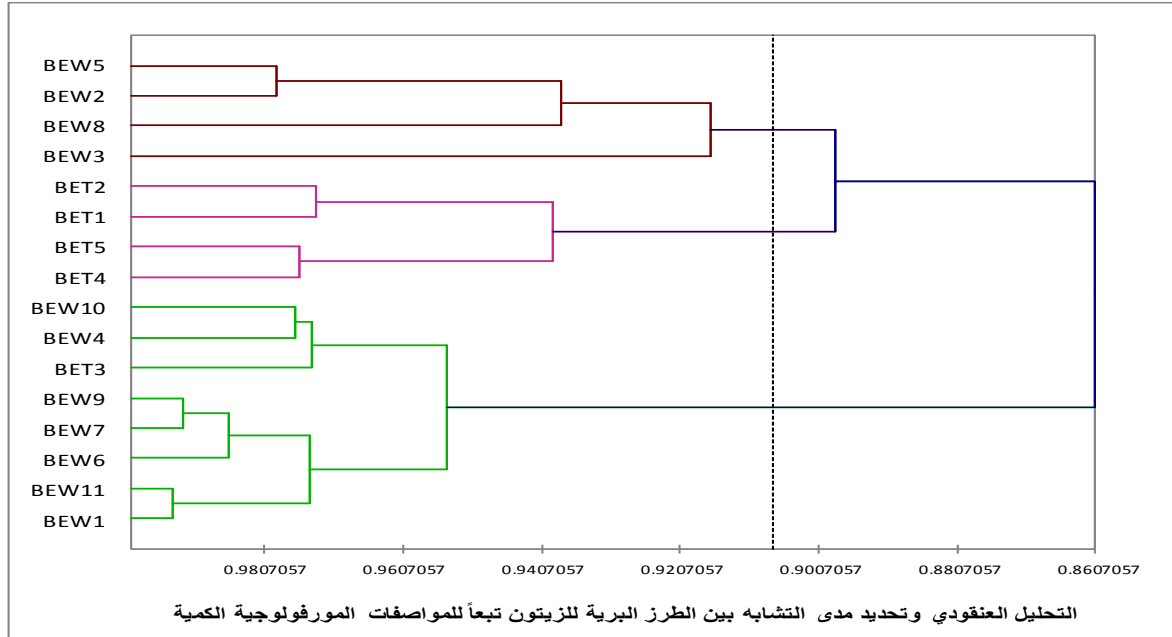 BEW5
BEW2
BEW8
BEW3
BET2
BET1
BET5
BET4
BEW10
BEW4
BET3
BEW9
BEW7
BEW6
BEW11
BEW1
0.9807057 0.9607057 0.9407057 0.9207057 0.9007057 0.8807057 0.8607057
التحليل العنقودي وتحديد مدى التشابه بين الطرز البرية للزيتون تبعاً للمواصفات المورفولوجية الكمية